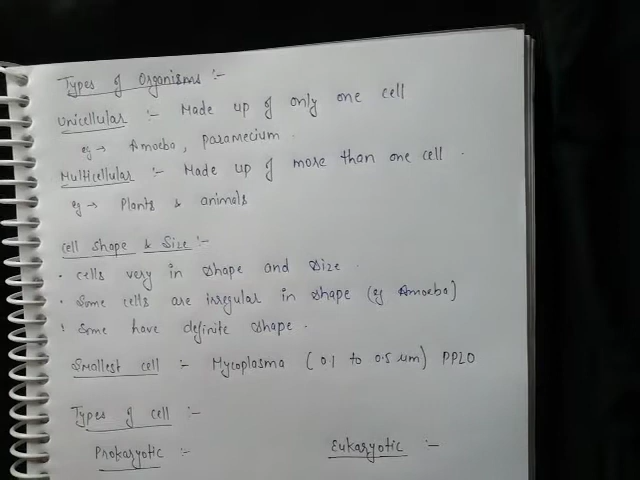 Types of Organisms :-
Unicellular :- Made up of only one cell
eg → Amoeba, paramecium.
Multicellular :- Made up of more than one cell.
eg → Plants & animals
Cell Shape & Size :-
• Cells very in shape and size.
• Some cells are irregular in shape (eg Amoeba)
• Some have definite shape.
Smallest cell :- Mycoplasma (0.1 to 0.5 µm) PPLO
Types of cell :-
Prokaryotic :- Eukaryotic :-